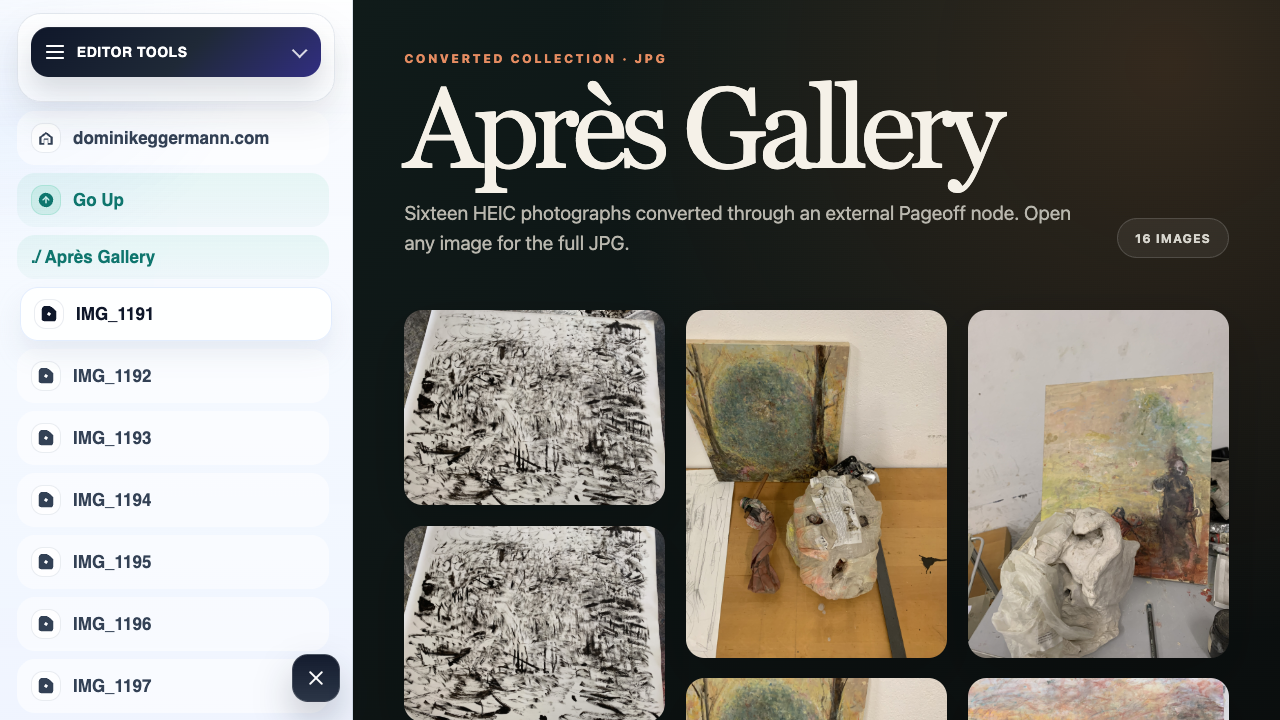 EDITOR TOOLS
dominikeggermann.com
Go Up
./ Après Gallery
IMG_1191
IMG_1192
IMG_1193
IMG_1194
IMG_1195
IMG_1196
IMG_1197
CONVERTED COLLECTION · JPG
Après Gallery
Sixteen HEIC photographs converted through an external Pageoff node. Open
any image for the full JPG.
16 IMAGES